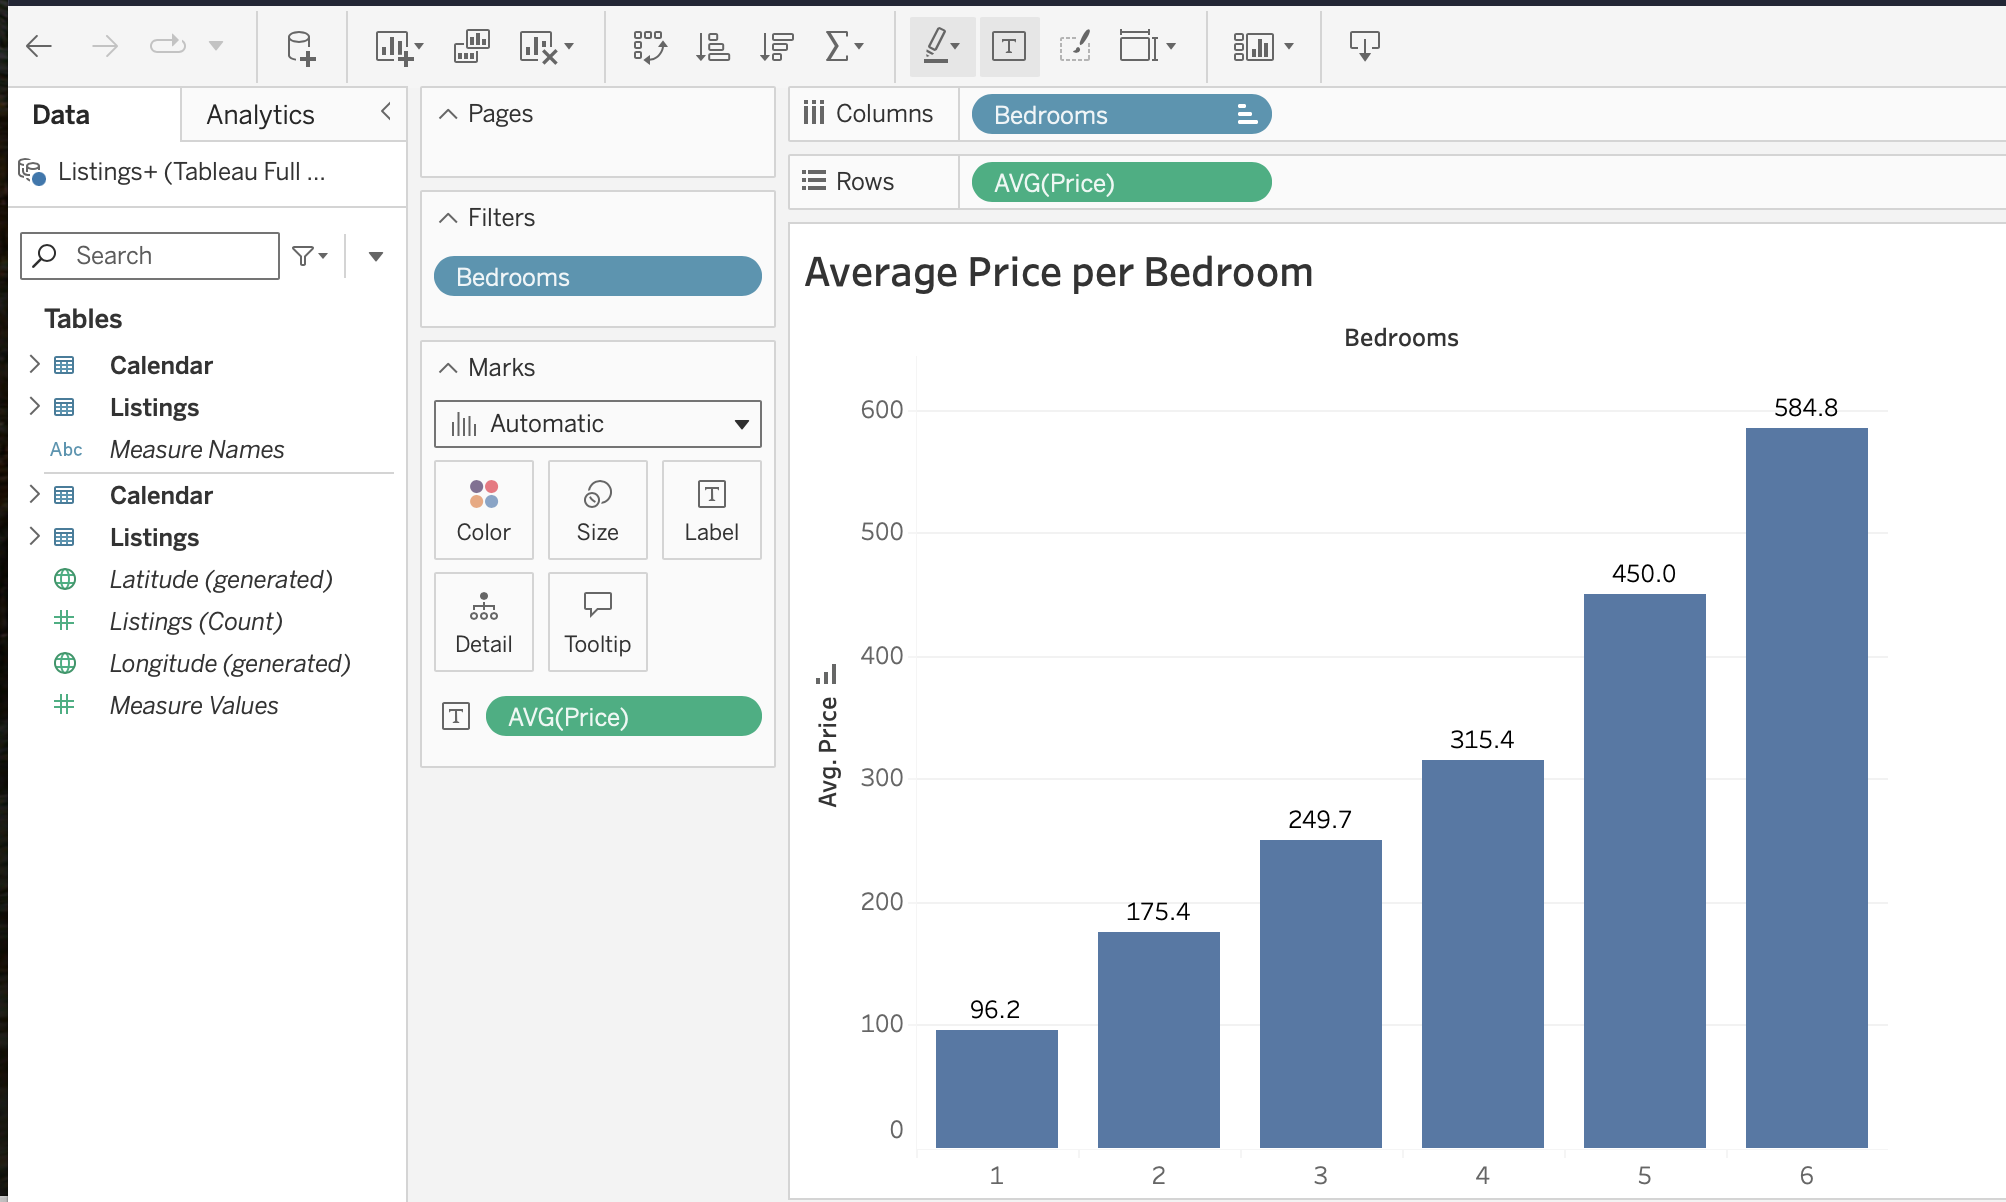 Data
Analytics
Listings+ (Tableau Full ...
Search
Tables
Calendar
Listings
Abc Measure Names
Calendar
Listings
Latitude (generated)
Listings (Count)
Longitude (generated)
Measure Values
Pages
Filters
Bedrooms
Marks
Automatic
Color
Size
T
Label
Detail
Tooltip
T AVG(Price)
T
Columns
Bedrooms
Rows
AVG(Price)
Average Price per Bedroom
Bedrooms
Avg. Price
600
500
400
300
200
100
0
96.2
175.4
249.7
315.4
450.0
584.8
1
2
3
4
5
6